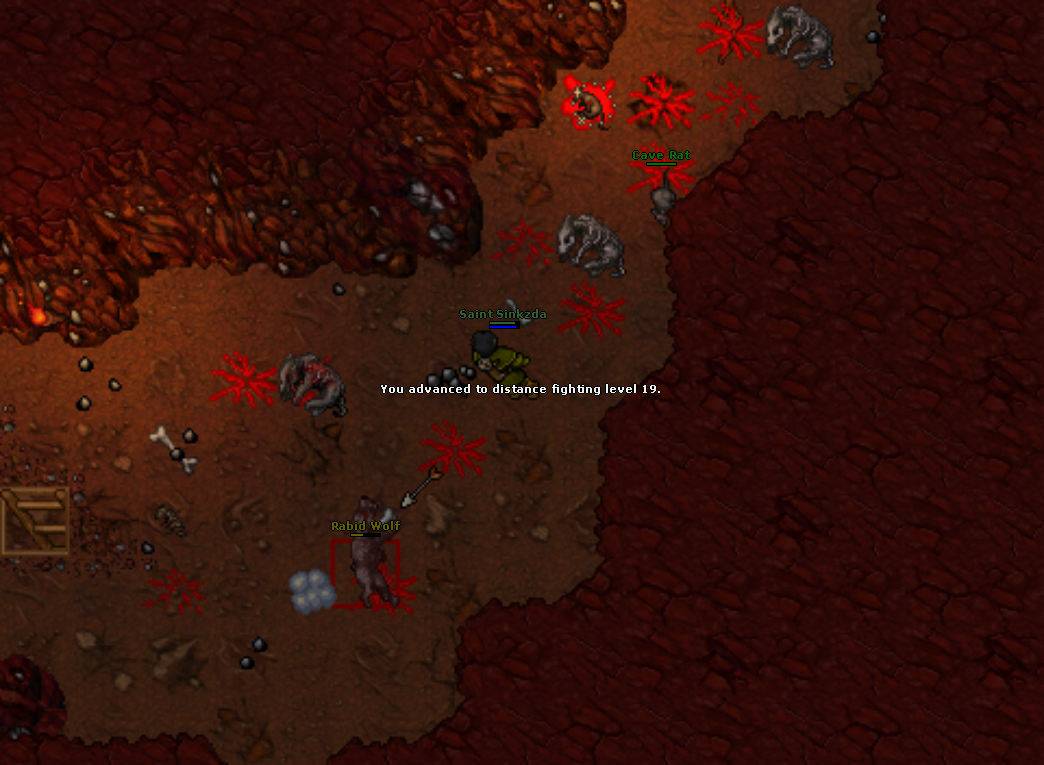 Cave Rat
Saint Sinkzda
You advanced to distance fighting level 19.
Rabid Wolf